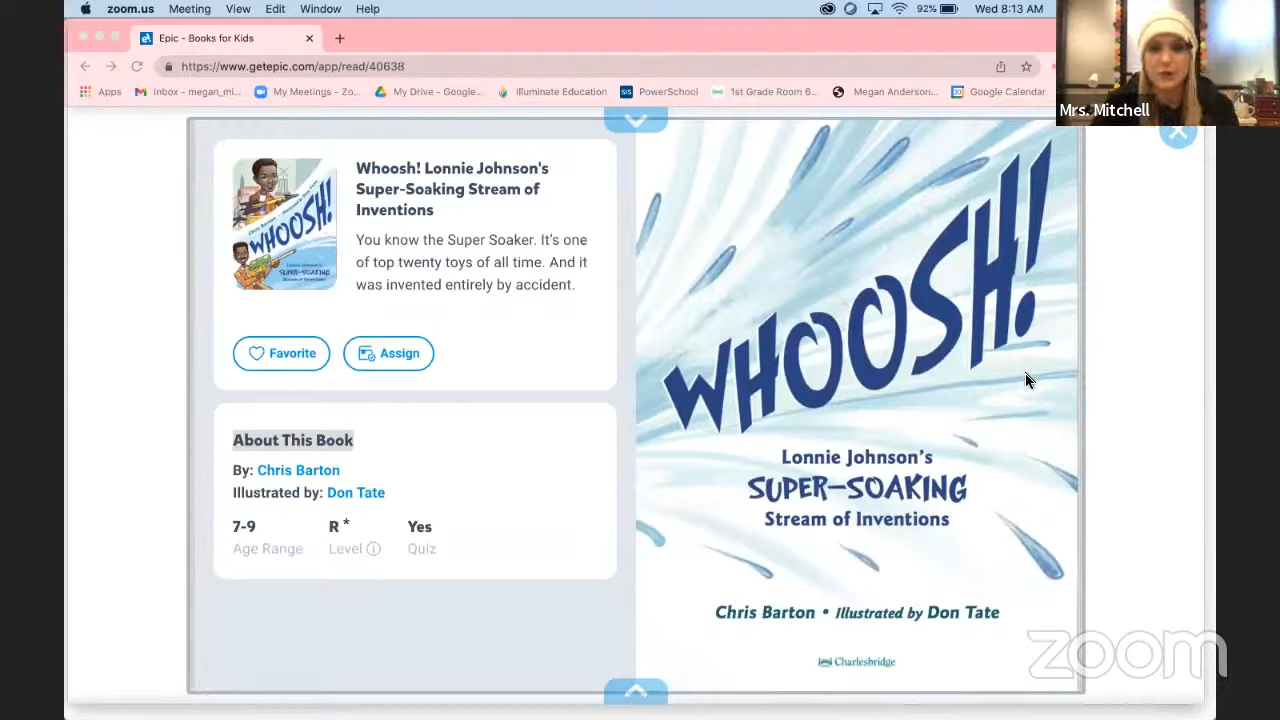 zoom.us Meeting View Edit Window Help 92% Wed 8:13 AM
Epic - Books for Kids
https://www.getepic.com/app/read/40638
Apps Inbox - megan_mi... My Meetings - Zo... My Drive - Google... Illuminate Education SIS PowerSchool 1st Grade Room 6... Megan Anderson... Google Calendar
Mrs. Mitchell
Whoosh! Lonnie Johnson's
Super-Soaking Stream of
Inventions
You know the Super Soaker. It's one
of top twenty toys of all time. And it
was invented entirely by accident.
WHOOSH!
Favorite Assign
About This Book
By: Chris Barton
Illustrated by: Don Tate
7-9 R * Yes
Age Range Level Quiz
WHOOSH!
Lonnie Johnson's
SUPER-SOAKING
Stream of Inventions
Chris Barton • Illustrated by Don Tate
Charlesbridge
zoom